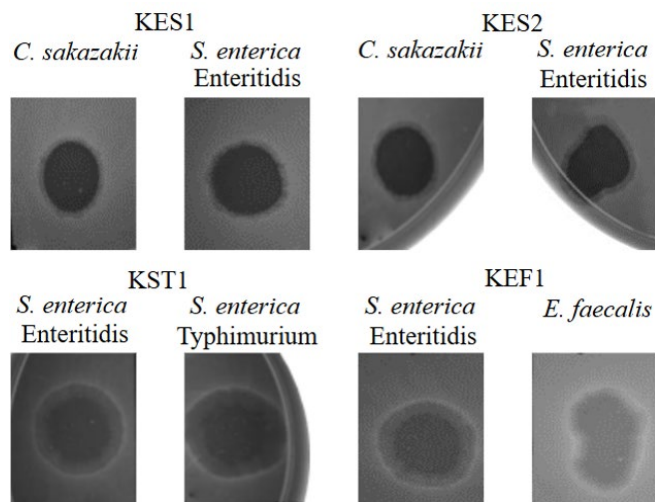 KES1
C. sakazakii
S. enterica
Enteritidis
KES2
C. sakazakii
S. enterica
Enteritidis
KST1
S. enterica
Enteritidis
S. enterica
Typhimurium
KEF1
S. enterica
Enteritidis
E. faecalis